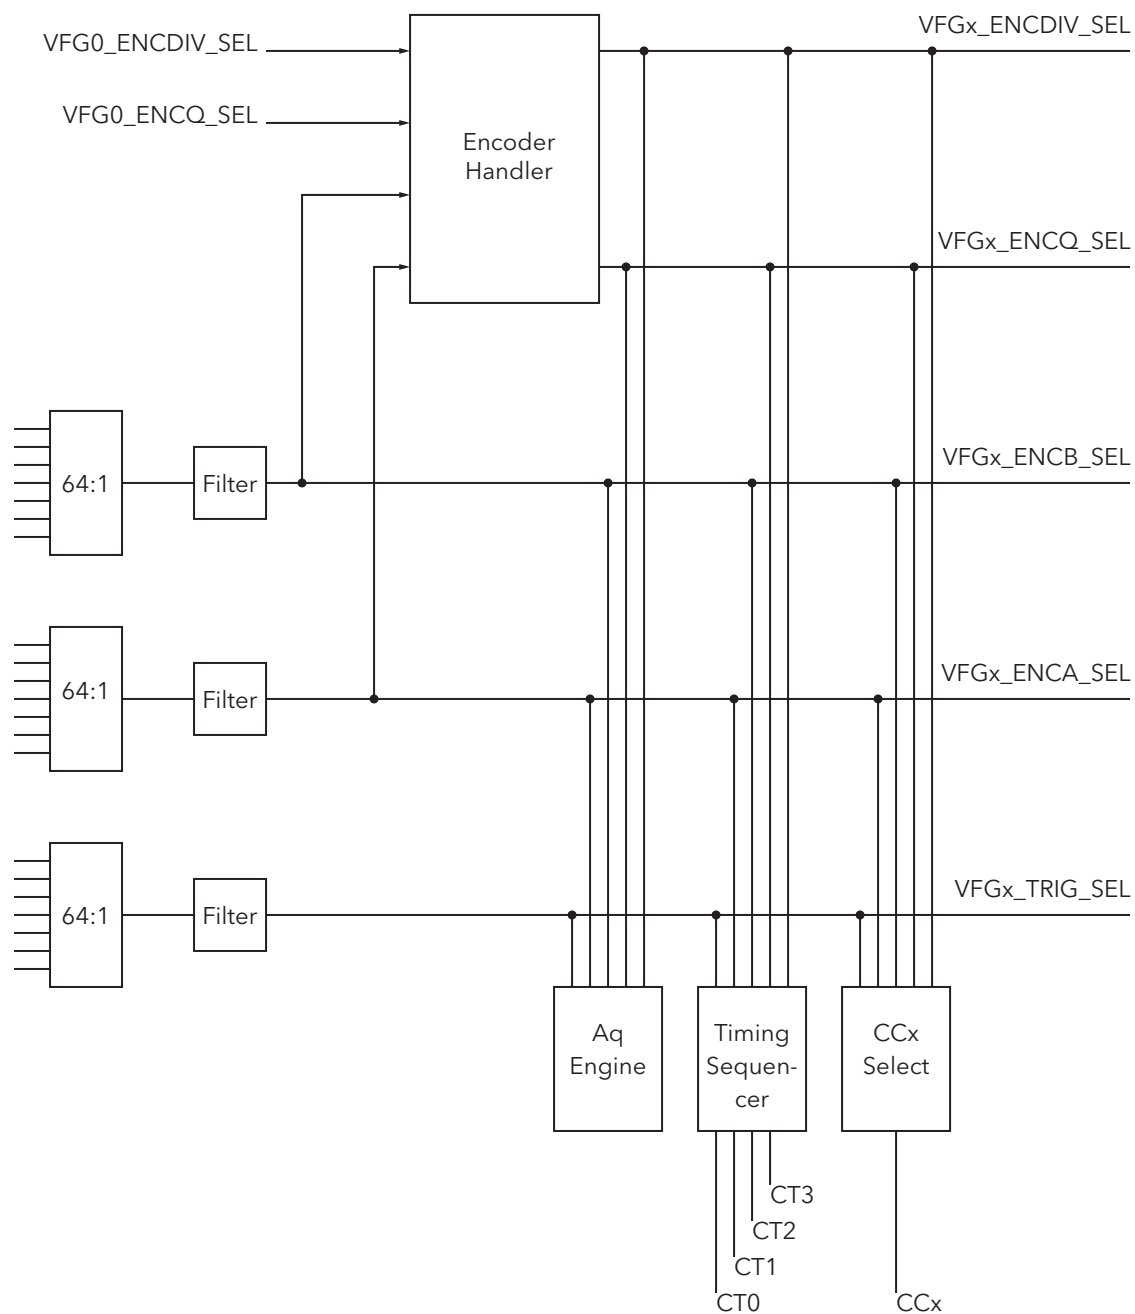 VFGx_ENCDIV_SEL
VFG0_ENCDIV_SEL
VFG0_ENCQ_SEL
Encoder
Handler
VFGx_ENCQ_SEL
VFGx_ENCB_SEL
64:1
Filter
VFGx_ENCA_SEL
64:1
Filter
VFGx_TRIG_SEL
64:1
Filter
Aq
Engine
Timing
Sequen-
cer
CCx
Select
CT3
CT2
CT1
CT0
CCx